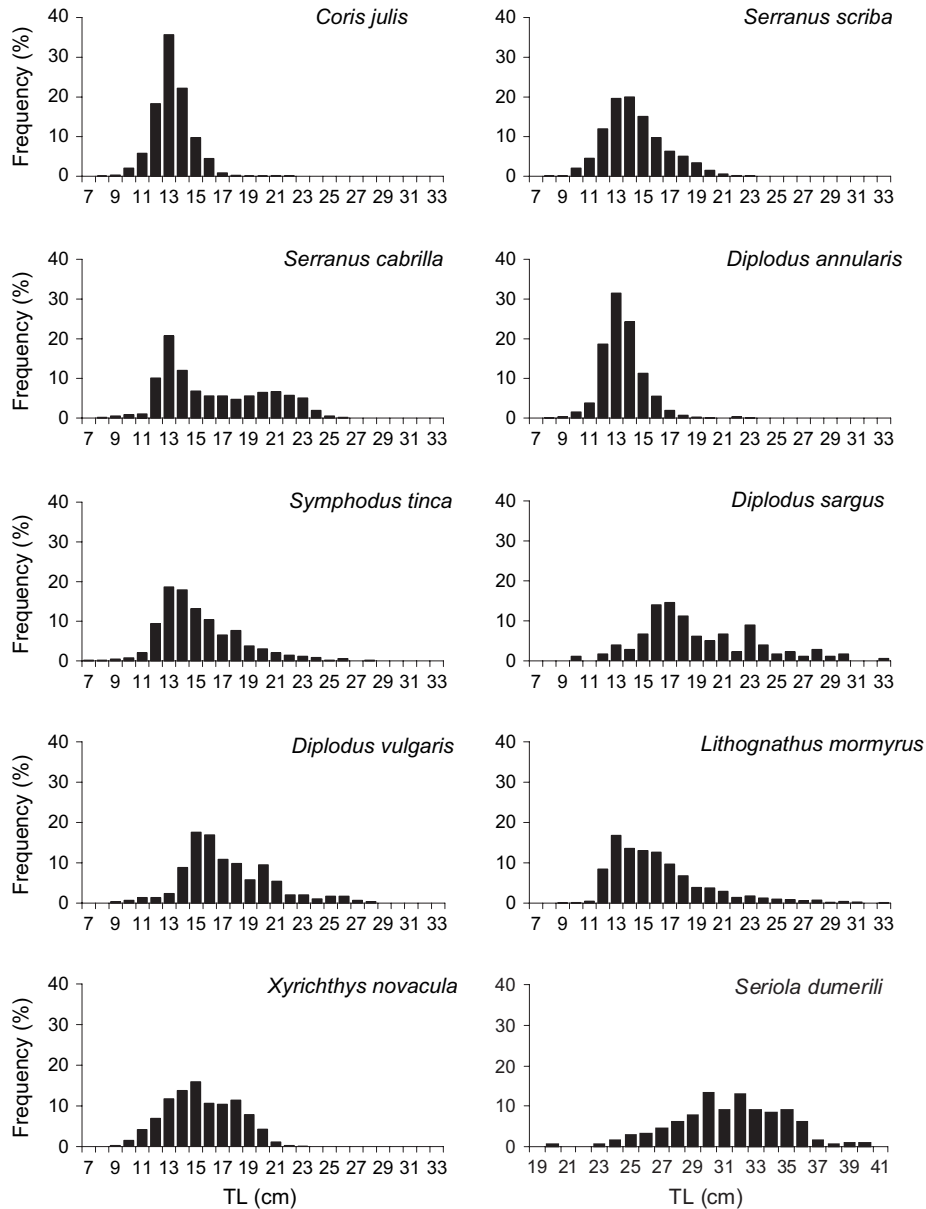 Coris julis
Frequency (%)
40
30
20
10
0
7 9 11 13 15 17 19 21 23 25 27 29 31 33
Serranus scriba
40
30
20
10
0
7 9 11 13 15 17 19 21 23 25 27 29 31 33
Serranus cabrilla
Frequency (%)
40
30
20
10
0
7 9 11 13 15 17 19 21 23 25 27 29 31 33
Diplodus annularis
40
30
20
10
0
7 9 11 13 15 17 19 21 23 25 27 29 31 33
Symphodus tinca
Frequency (%)
40
30
20
10
0
7 9 11 13 15 17 19 21 23 25 27 29 31 33
Diplodus sargus
40
30
20
10
0
7 9 11 13 15 17 19 21 23 25 27 29 31 33
Diplodus vulgaris
Frequency (%)
40
30
20
10
0
7 9 11 13 15 17 19 21 23 25 27 29 31 33
Lithognathus mormyrus
40
30
20
10
0
7 9 11 13 15 17 19 21 23 25 27 29 31 33
Xyrichthys novacula
Frequency (%)
40
30
20
10
0
7 9 11 13 15 17 19 21 23 25 27 29 31 33
TL (cm)
Seriola dumerili
40
30
20
10
0
19 21 23 25 27 29 31 33 35 37 39 41
TL (cm)